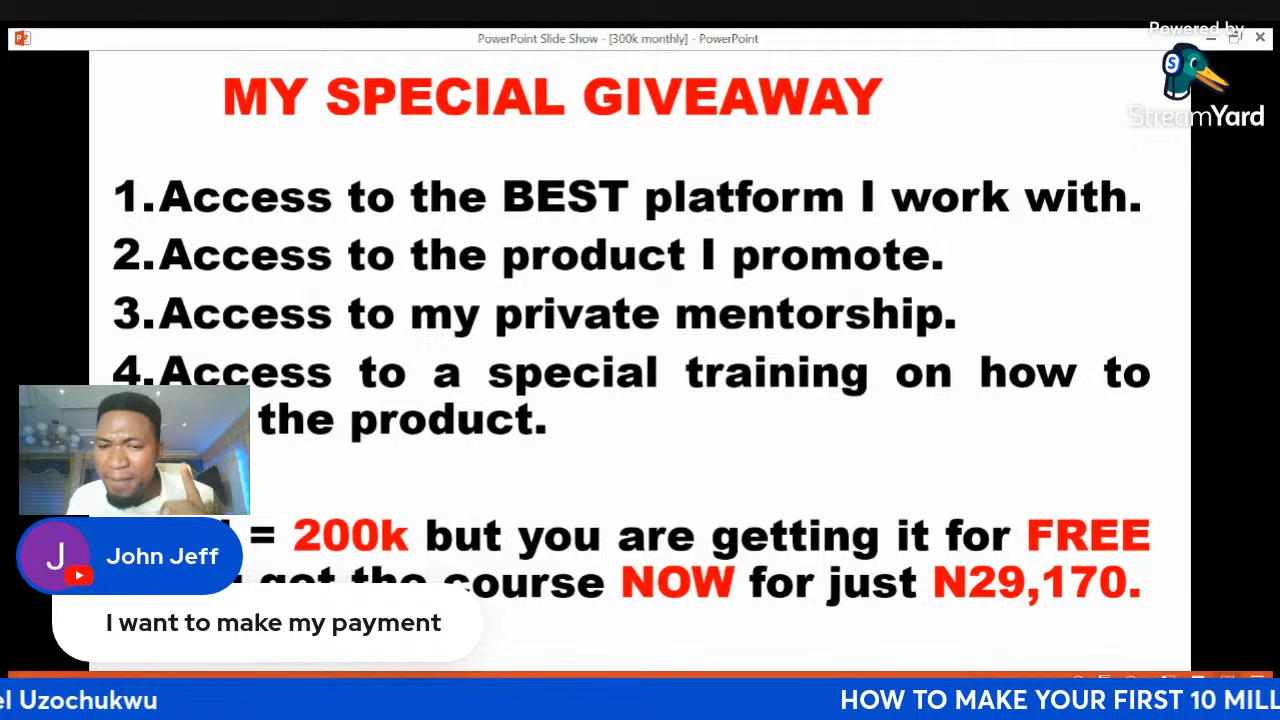 Powered by
PowerPoint Slide Show - [300k monthly] - PowerPoint
StreamYard
MY SPECIAL GIVEAWAY
1.Access to the BEST platform I work with.
2.Access to the product I promote.
3.Access to my private mentorship.
4.Access to a special training on how to
the product.
= 200k but you are getting it for FREE
got the course NOW for just N29,170.
J
John Jeff
I want to make my payment
el Uzochukwu
HOW TO MAKE YOUR FIRST 10 MILL